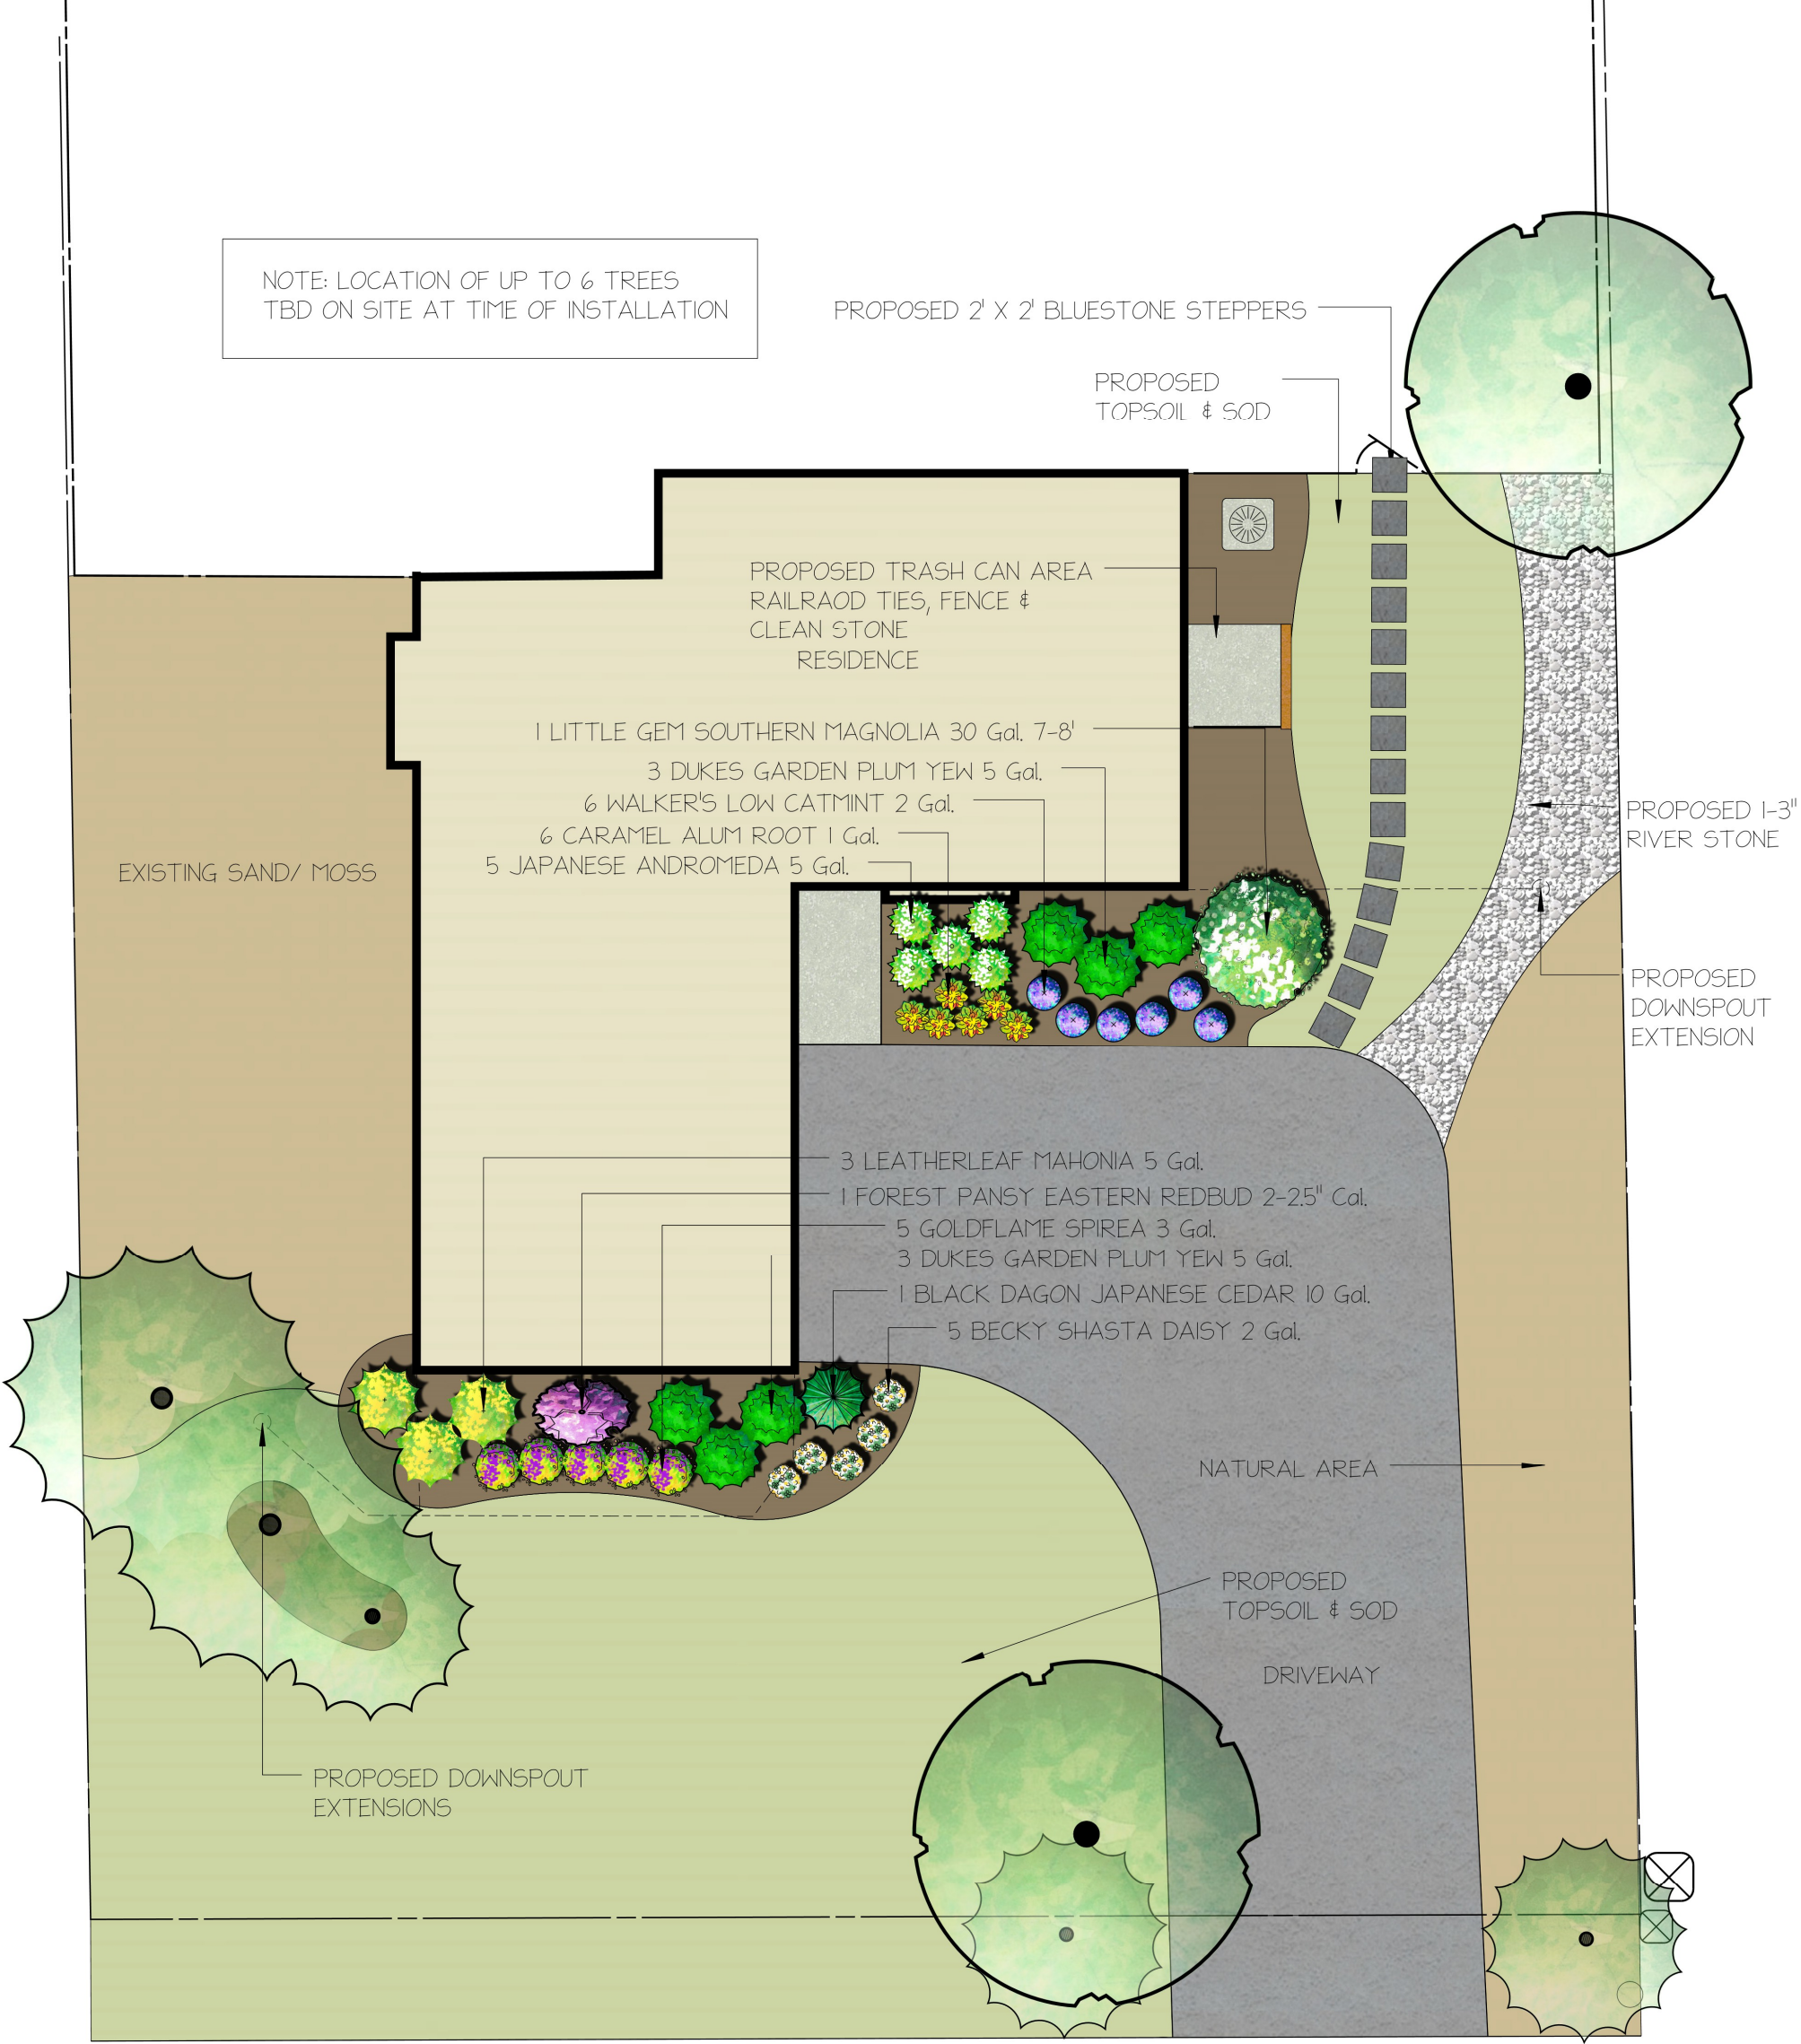 NOTE: LOCATION OF UP TO 6 TREES
TBD ON SITE AT TIME OF INSTALLATION
PROPOSED 2' X 2' BLUESTONE STEPPERS
PROPOSED
TOPSOIL & SOD
PROPOSED TRASH CAN AREA
RAILRAOD TIES, FENCE &
CLEAN STONE
RESIDENCE
1 LITTLE GEM SOUTHERN MAGNOLIA 30 Gal. 7-8'
3 DUKES GARDEN PLUM YEW 5 Gal.
6 WALKER'S LOW CATMINT 2 Gal.
6 CARAMEL ALUM ROOT 1 Gal.
5 JAPANESE ANDROMEDA 5 Gal.
EXISTING SAND/ MOSS
PROPOSED 1-3"
RIVER STONE
PROPOSED
DOWNSPOUT
EXTENSION
3 LEATHERLEAF MAHONIA 5 Gal.
1 FOREST PANSY EASTERN REDBUD 2-2.5" Cal.
5 GOLDFLAME SPIREA 3 Gal.
3 DUKES GARDEN PLUM YEW 5 Gal.
1 BLACK DAGON JAPANESE CEDAR 10 Gal.
5 BECKY SHASTA DAISY 2 Gal.
NATURAL AREA
PROPOSED
TOPSOIL & SOD
DRIVEWAY
PROPOSED DOWNSPOUT
EXTENSIONS